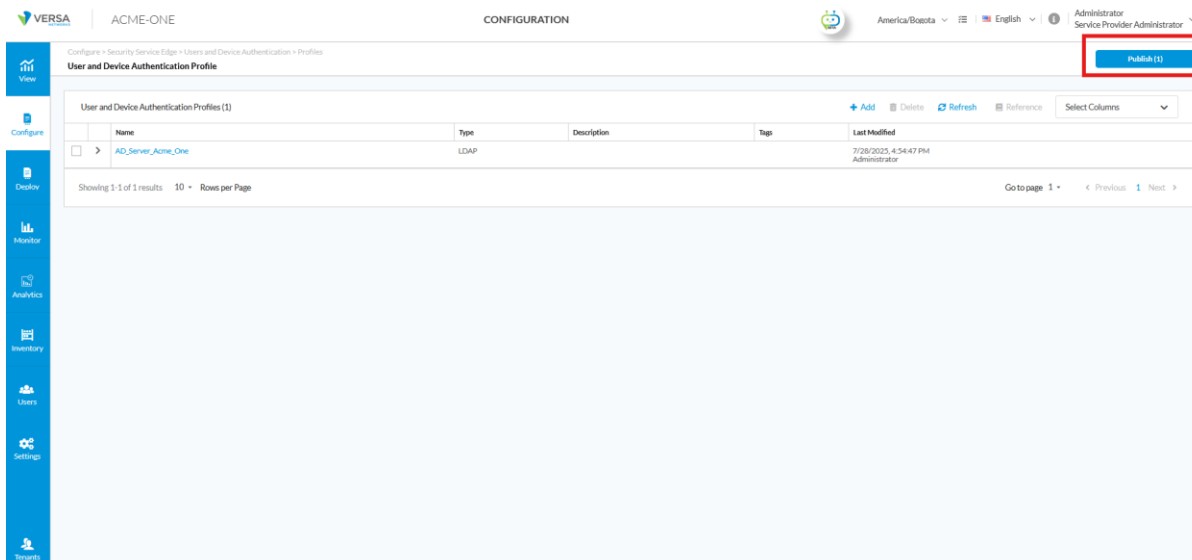 VERSA
NETWORKS
ACME-ONE
CONFIGURATION
America/Bogota
English
Administrator
Service Provider Administrator
Configure > Security Service Edge > Users and Device Authentication > Profiles
User and Device Authentication Profile
Publish (1)
View
Configure
Deploy
Monitor
Analytics
Inventory
Users
Settings
Tenants
User and Device Authentication Profiles (1)
+ Add Delete Refresh Reference Select Columns
Name Type Description Tags Last Modified
AD_Server_Acme_One LDAP 7/28/2025, 4:54:47 PM
Administrator
Showing 1-1 of 1 results 10 Rows per Page Go to page 1 < Previous 1 Next >